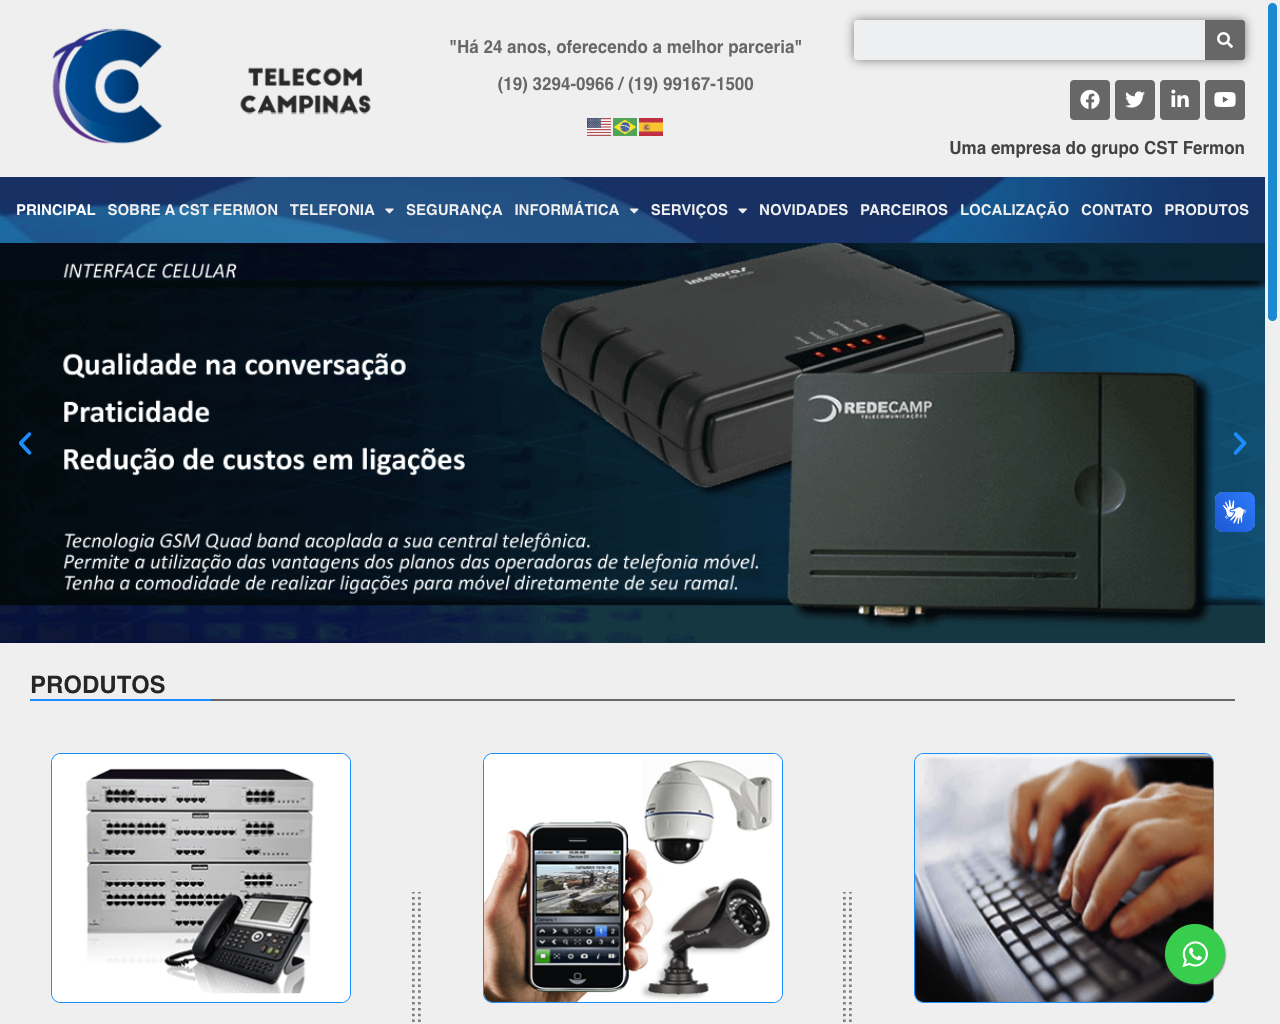 TELECOM
CAMPINAS
"Há 24 anos, oferecendo a melhor parceria"
(19) 3294-0966 / (19) 99167-1500
Uma empresa do grupo CST Fermon
PRINCIPAL SOBRE A CST FERMON TELEFONIA SEGURANÇA INFORMÁTICA SERVIÇOS NOVIDADES PARCEIROS LOCALIZAÇÃO CONTATO PRODUTOS
INTERFACE CELULAR
intelbras
Qualidade na conversação
Praticidade
Redução de custos em ligações
REDECAMP
TELECOMUNICAÇÕES
Tecnologia GSM Quad band acoplada a sua central telefônica.
Permite a utilização das vantagens dos planos das operadoras de telefonia móvel.
Tenha a comodidade de realizar ligações para móvel diretamente de seu ramal.
PRODUTOS